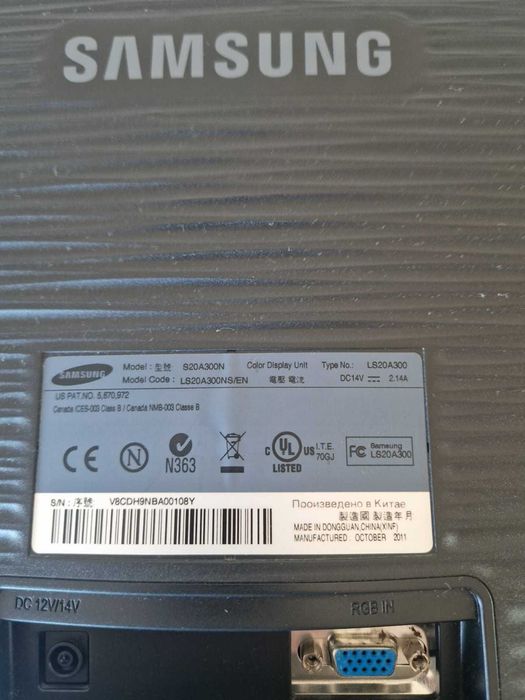 SAMSUNG
SAMSUNG
Model : 型號 S20A300N Color Display Unit Type No.: LS20A300
Model Code : LS20A300NS/EN 電壓 電流 DC14V 2.14A
US PAT.NO. 5,670,972
Canada ICES-003 Class B / Canada NMB-003 Classe B
CE N363 C UL US LISTED I.T.E. 70GJ FC Samsung LS20A300
S/N : 序號 V8CDH9NBA00108Y
Произведено в Китае
製造國 製造年月
MADE IN DONGGUAN,CHINA(XINF)
MANUFACTURED OCTOBER 2011
DC 12V/14V RGB IN